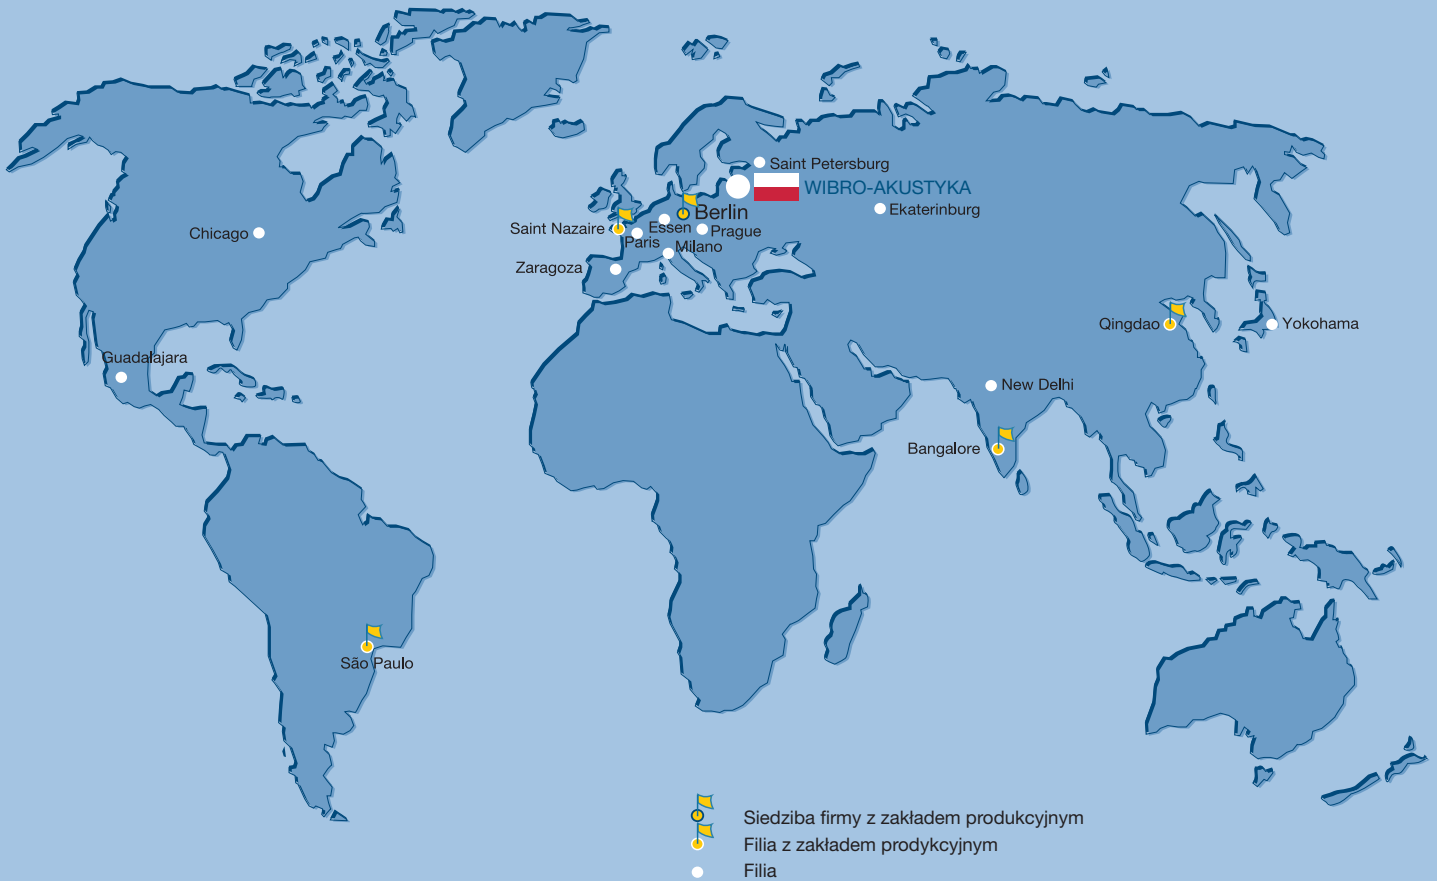 Saint Petersburg
WIBRO-AKUSTYKA
Ekaterinburg
Berlin
Essen
Saint Nazaire
Prague
Paris
Milano
Chicago
Zaragoza
Qingdao
Yokohama
Guadalajara
New Delhi
Bangalore
São Paulo
Siedziba firmy z zakładem produkcyjnym
Filia z zakładem prodykcyjnym
Filia